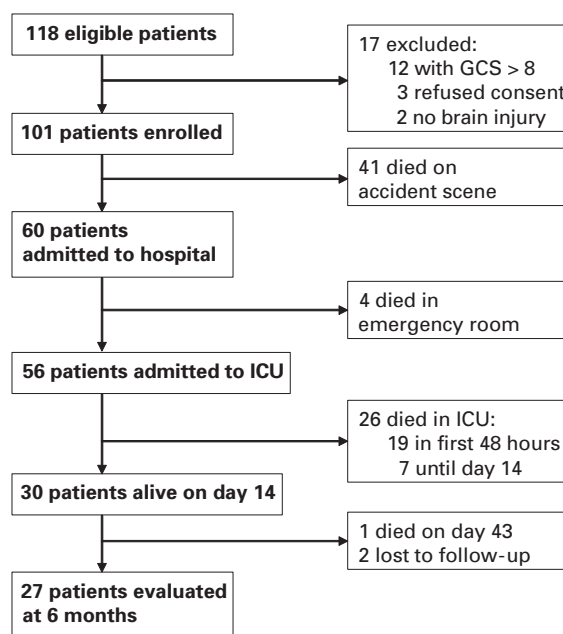 118 eligible patients
17 excluded:
12 with GCS > 8
3 refused consent
2 no brain injury
101 patients enrolled
41 died on
accident scene
60 patients
admitted to hospital
4 died in
emergency room
56 patients admitted to ICU
26 died in ICU:
19 in first 48 hours
7 until day 14
30 patients alive on day 14
1 died on day 43
2 lost to follow-up
27 patients evaluated
at 6 months